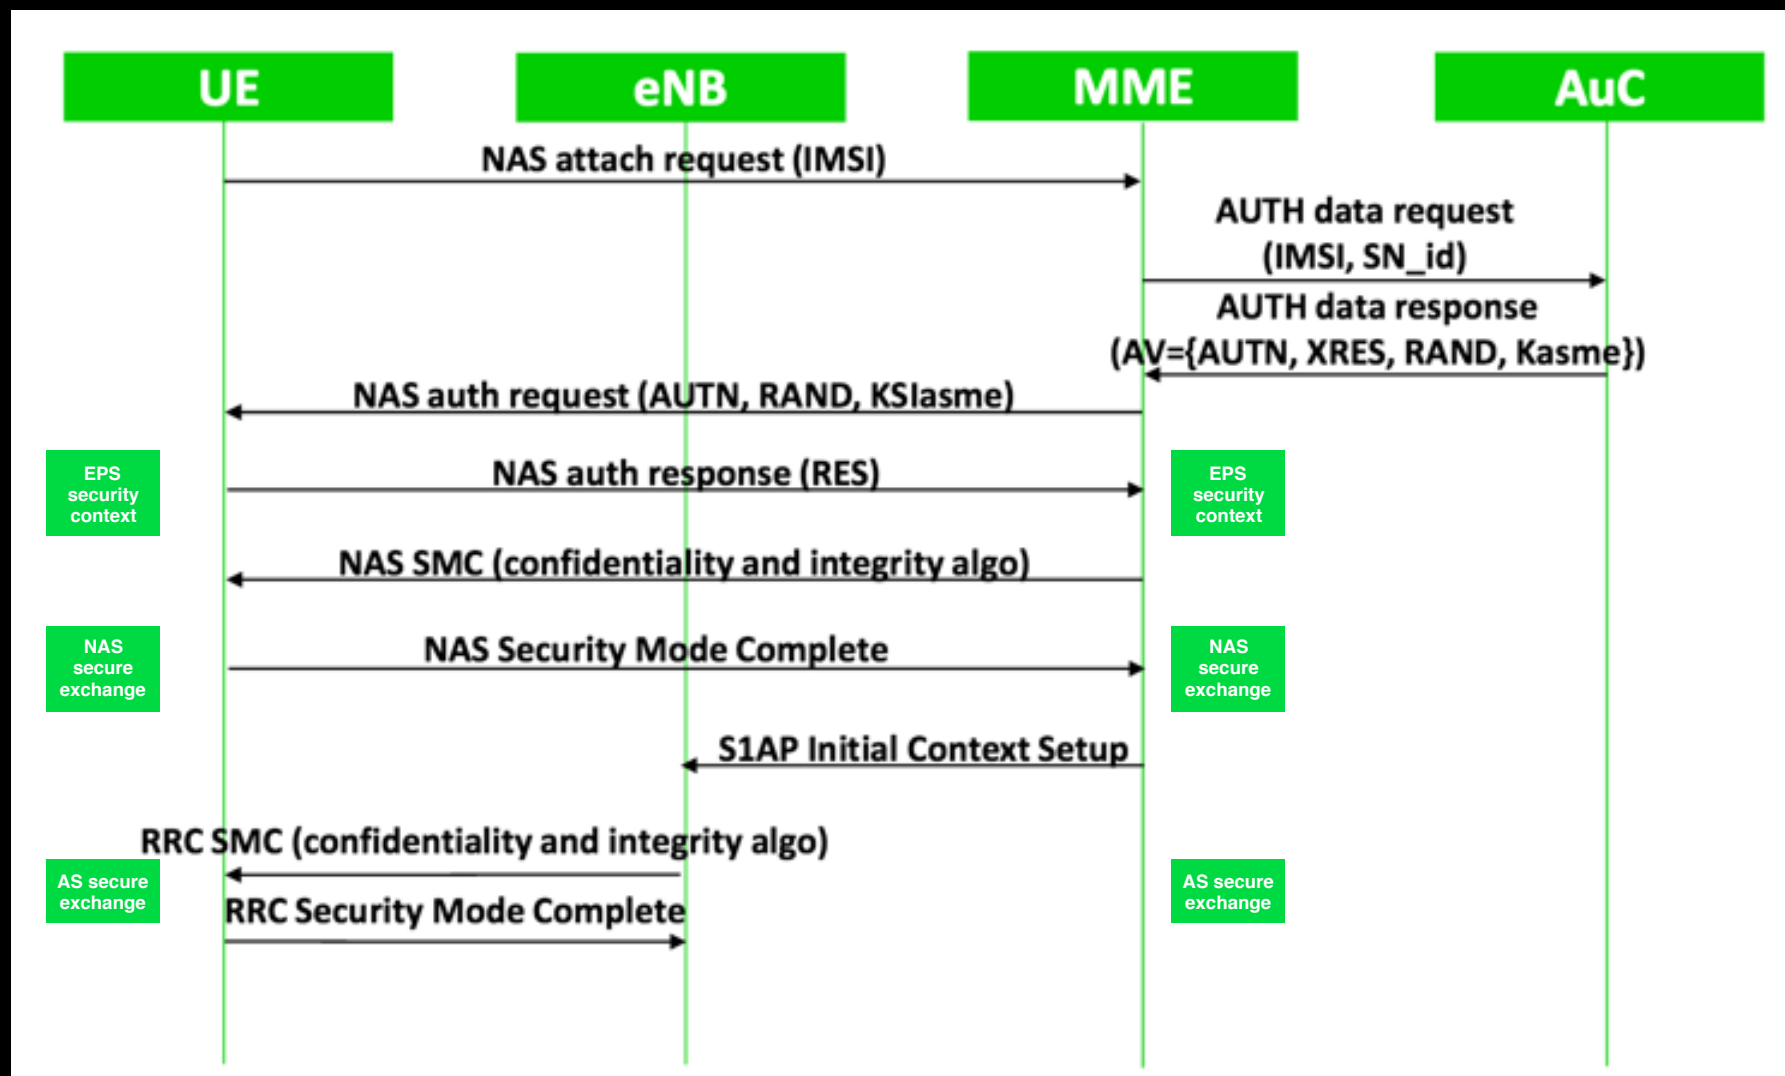 UE
eNB
MME
AuC
NAS attach request (IMSI)
AUTH data request
(IMSI, SN_id)
AUTH data response
(AV={AUTN, XRES, RAND, Kasme})
NAS auth request (AUTN, RAND, KSIasme)
EPS
security
context
NAS auth response (RES)
EPS
security
context
NAS SMC (confidentiality and integrity algo)
NAS
secure
exchange
NAS Security Mode Complete
NAS
secure
exchange
S1AP Initial Context Setup
RRC SMC (confidentiality and integrity algo)
AS secure
exchange
AS secure
exchange
RRC Security Mode Complete